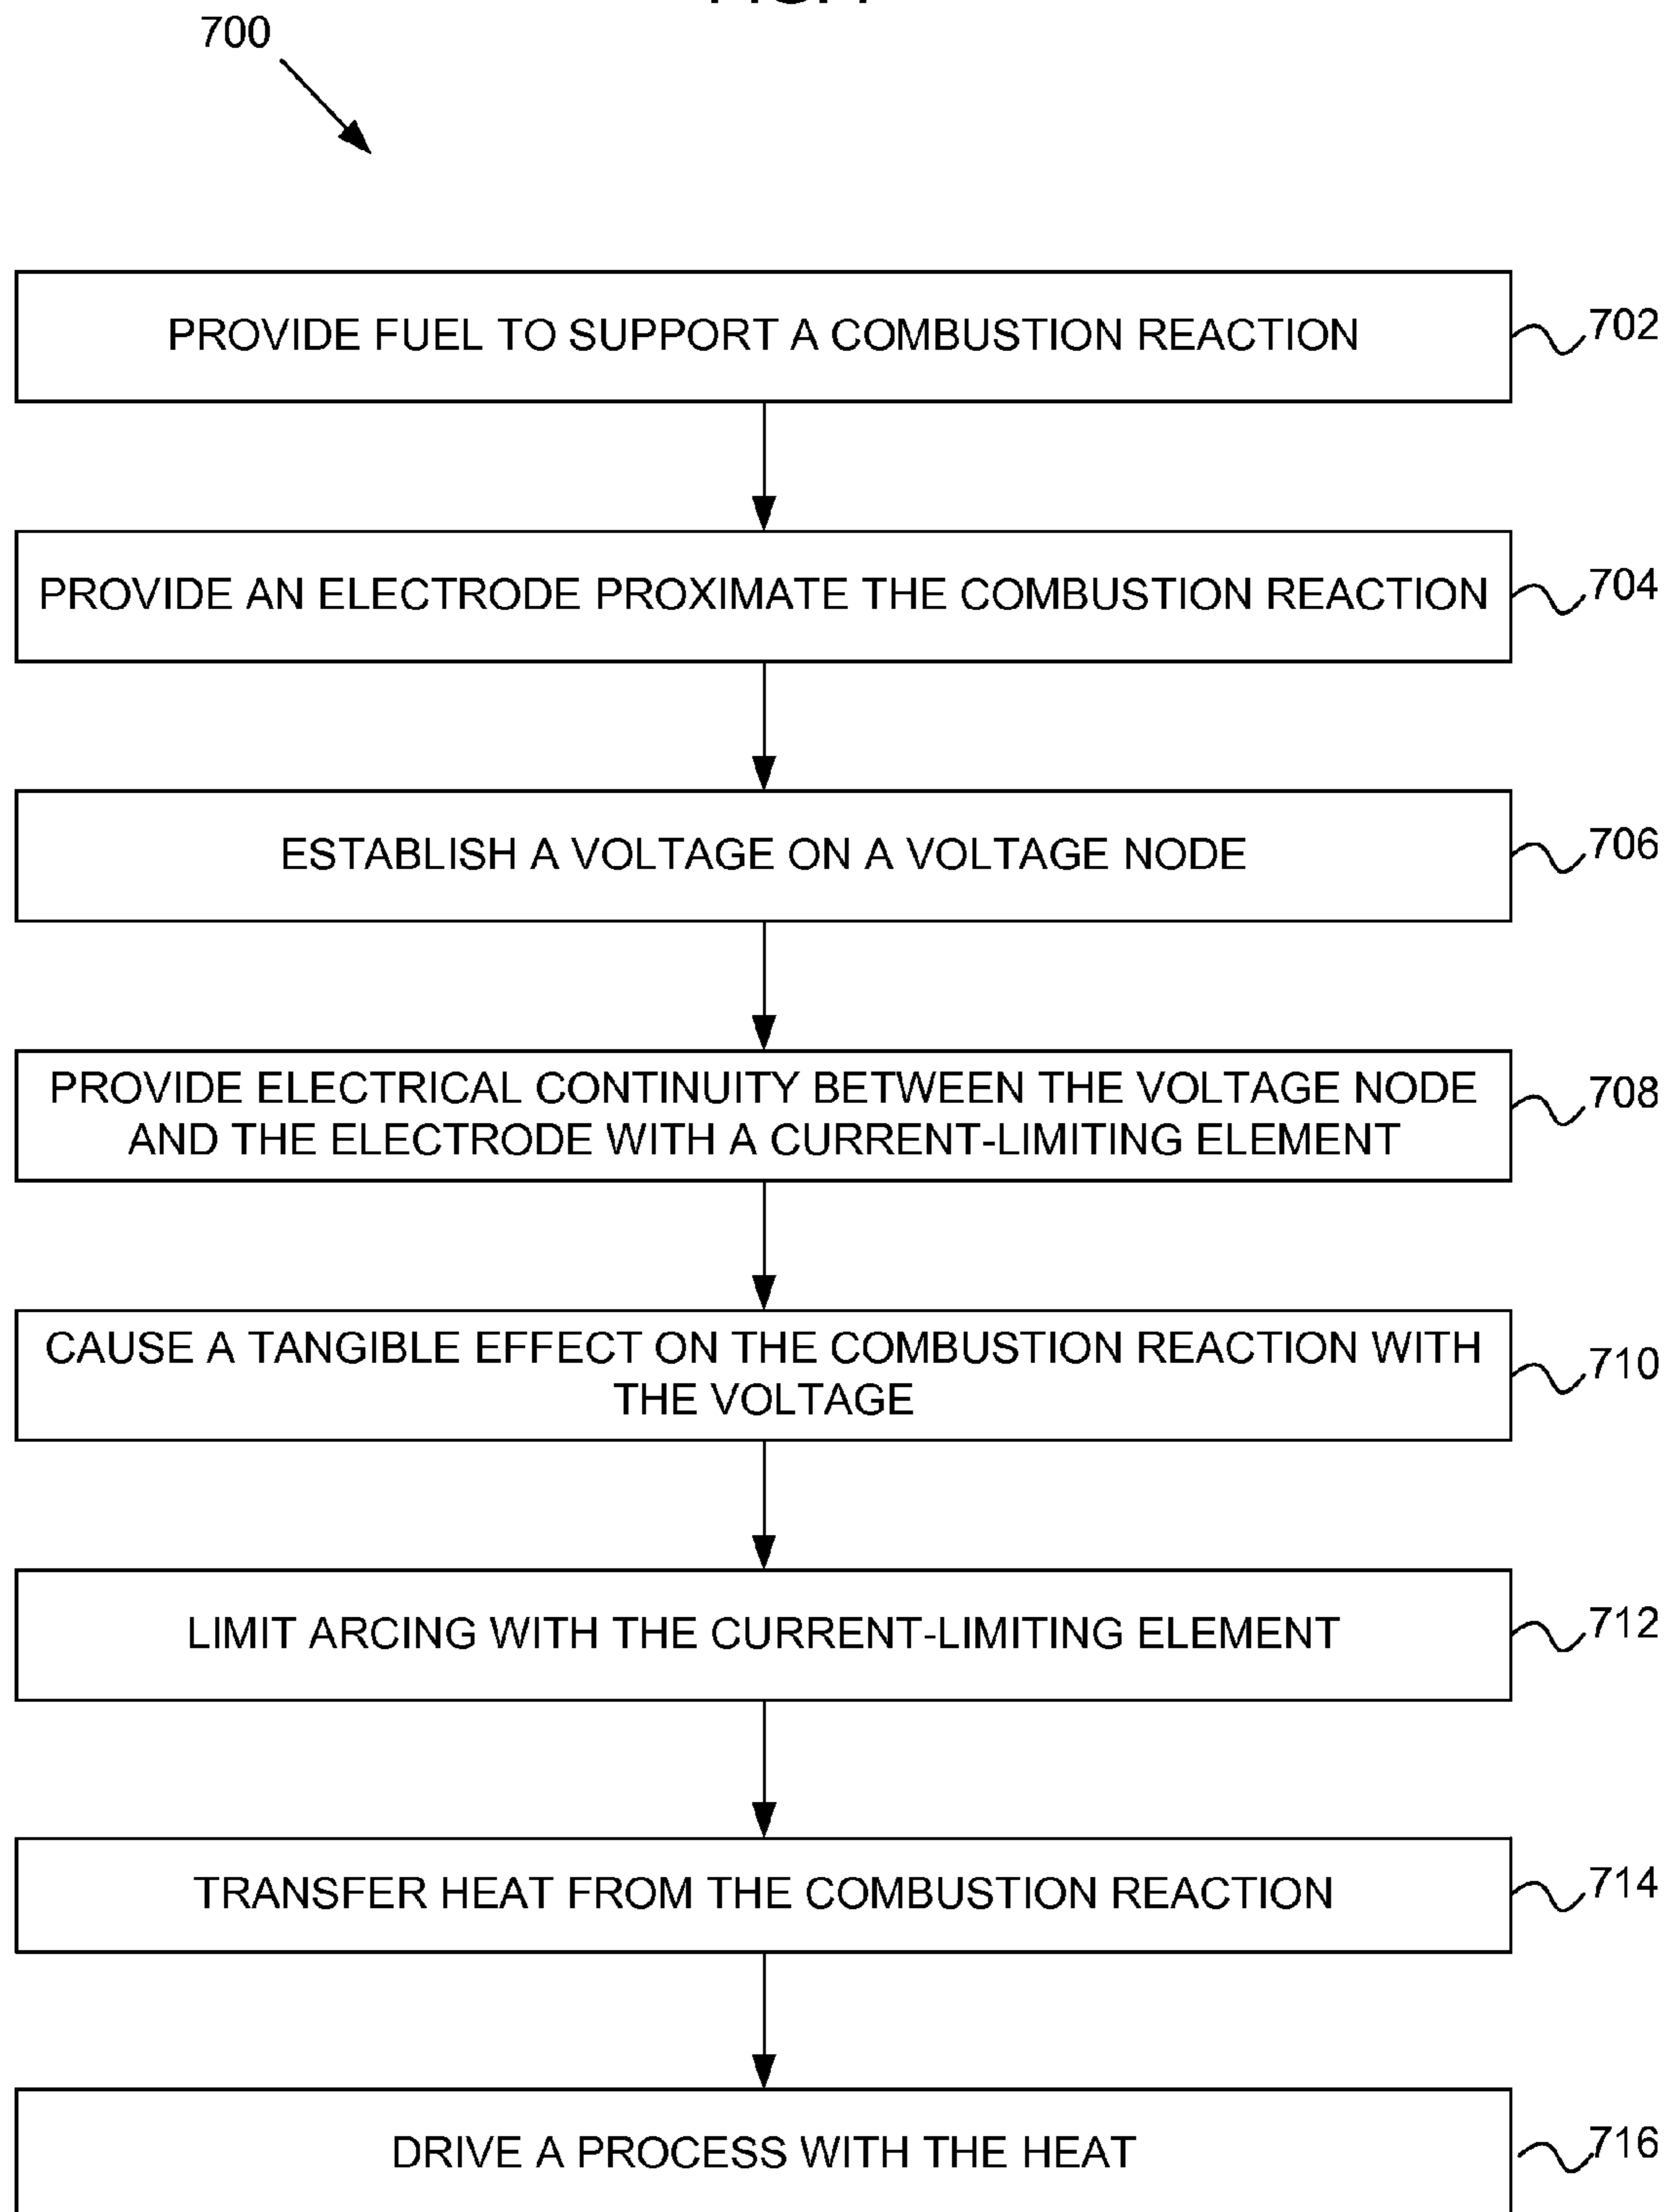 700
PROVIDE FUEL TO SUPPORT A COMBUSTION REACTION
702
PROVIDE AN ELECTRODE PROXIMATE THE COMBUSTION REACTION
704
ESTABLISH A VOLTAGE ON A VOLTAGE NODE
706
PROVIDE ELECTRICAL CONTINUITY BETWEEN THE VOLTAGE NODE
AND THE ELECTRODE WITH A CURRENT-LIMITING ELEMENT
708
CAUSE A TANGIBLE EFFECT ON THE COMBUSTION REACTION WITH
THE VOLTAGE
710
LIMIT ARCING WITH THE CURRENT-LIMITING ELEMENT
712
TRANSFER HEAT FROM THE COMBUSTION REACTION
714
DRIVE A PROCESS WITH THE HEAT
716